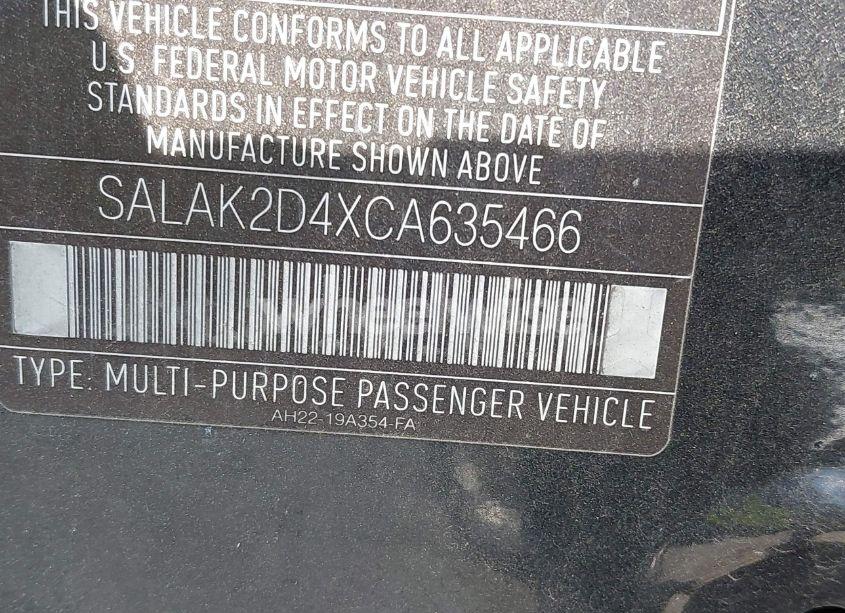 THIS VEHICLE CONFORMS TO ALL APPLICABLE
U.S. FEDERAL MOTOR VEHICLE SAFETY
STANDARDS IN EFFECT ON THE DATE OF
MANUFACTURE SHOWN ABOVE
SALAK2D4XCA635466
TYPE: MULTI-PURPOSE PASSENGER VEHICLE
AH22-19A354-FA